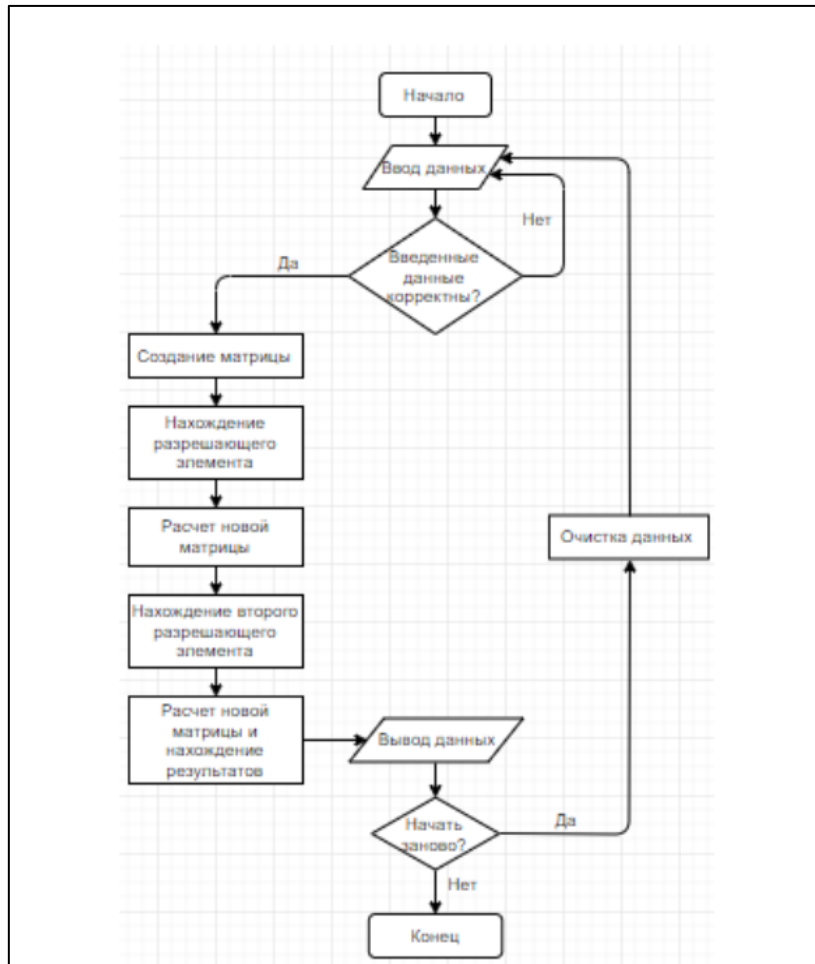 Начало
Ввод данных
Нет
Введенные
данные
корректны?
Да
Создание матрицы
Нахождение
разрешающего
элемента
Расчет новой
матрицы
Очистка данных
Нахождение второго
разрешающего
элемента
Расчет новой
матрицы и
нахождение
результатов
Вывод данных
Начать
заново?
Да
Нет
Конец